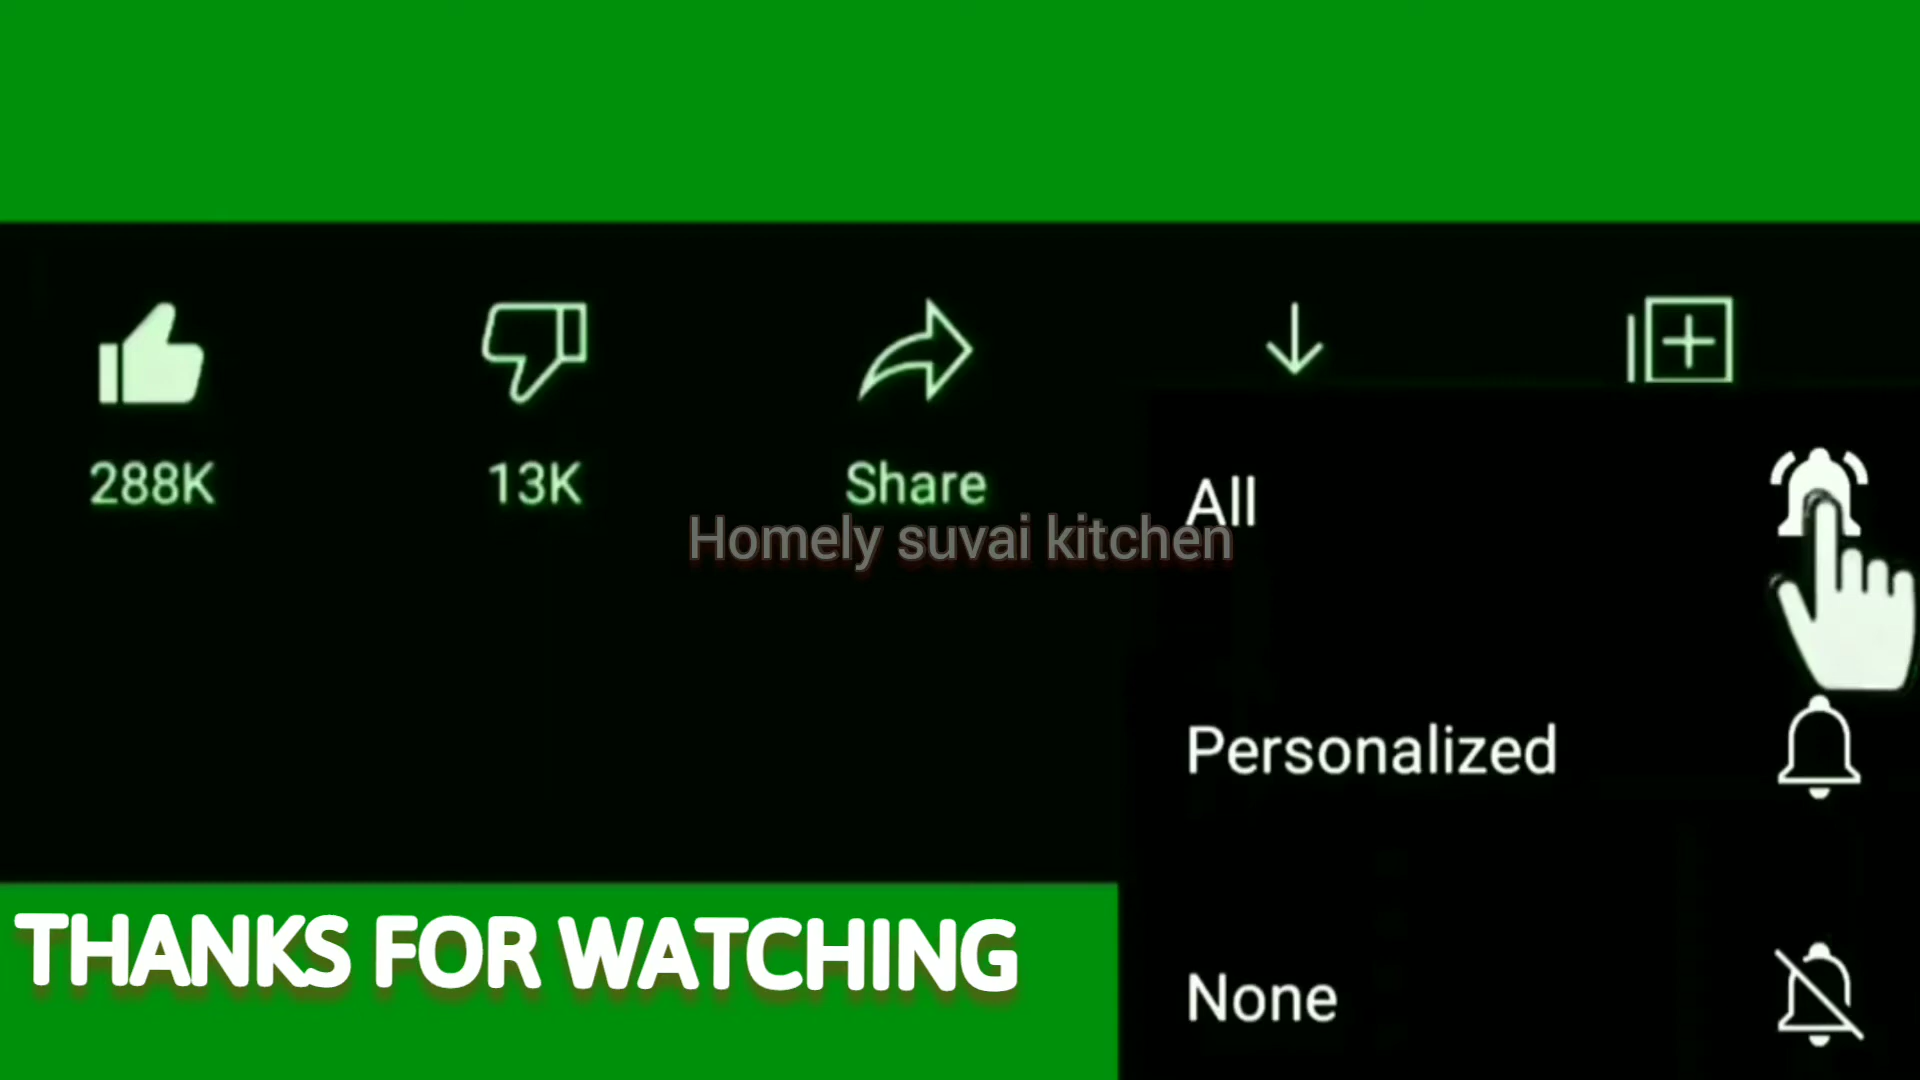 288K
13K
Share
All
Homely suvai kitchen
Personalized
None
THANKS FOR WATCHING